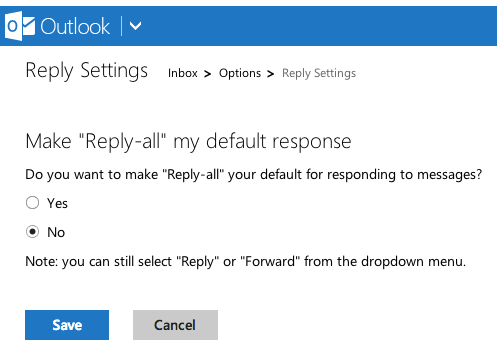 Outlook
Reply Settings Inbox > Options > Reply Settings
Make "Reply-all" my default response
Do you want to make "Reply-all" your default for responding to messages?
Yes
No
Note: you can still select "Reply" or "Forward" from the dropdown menu.
Save Cancel